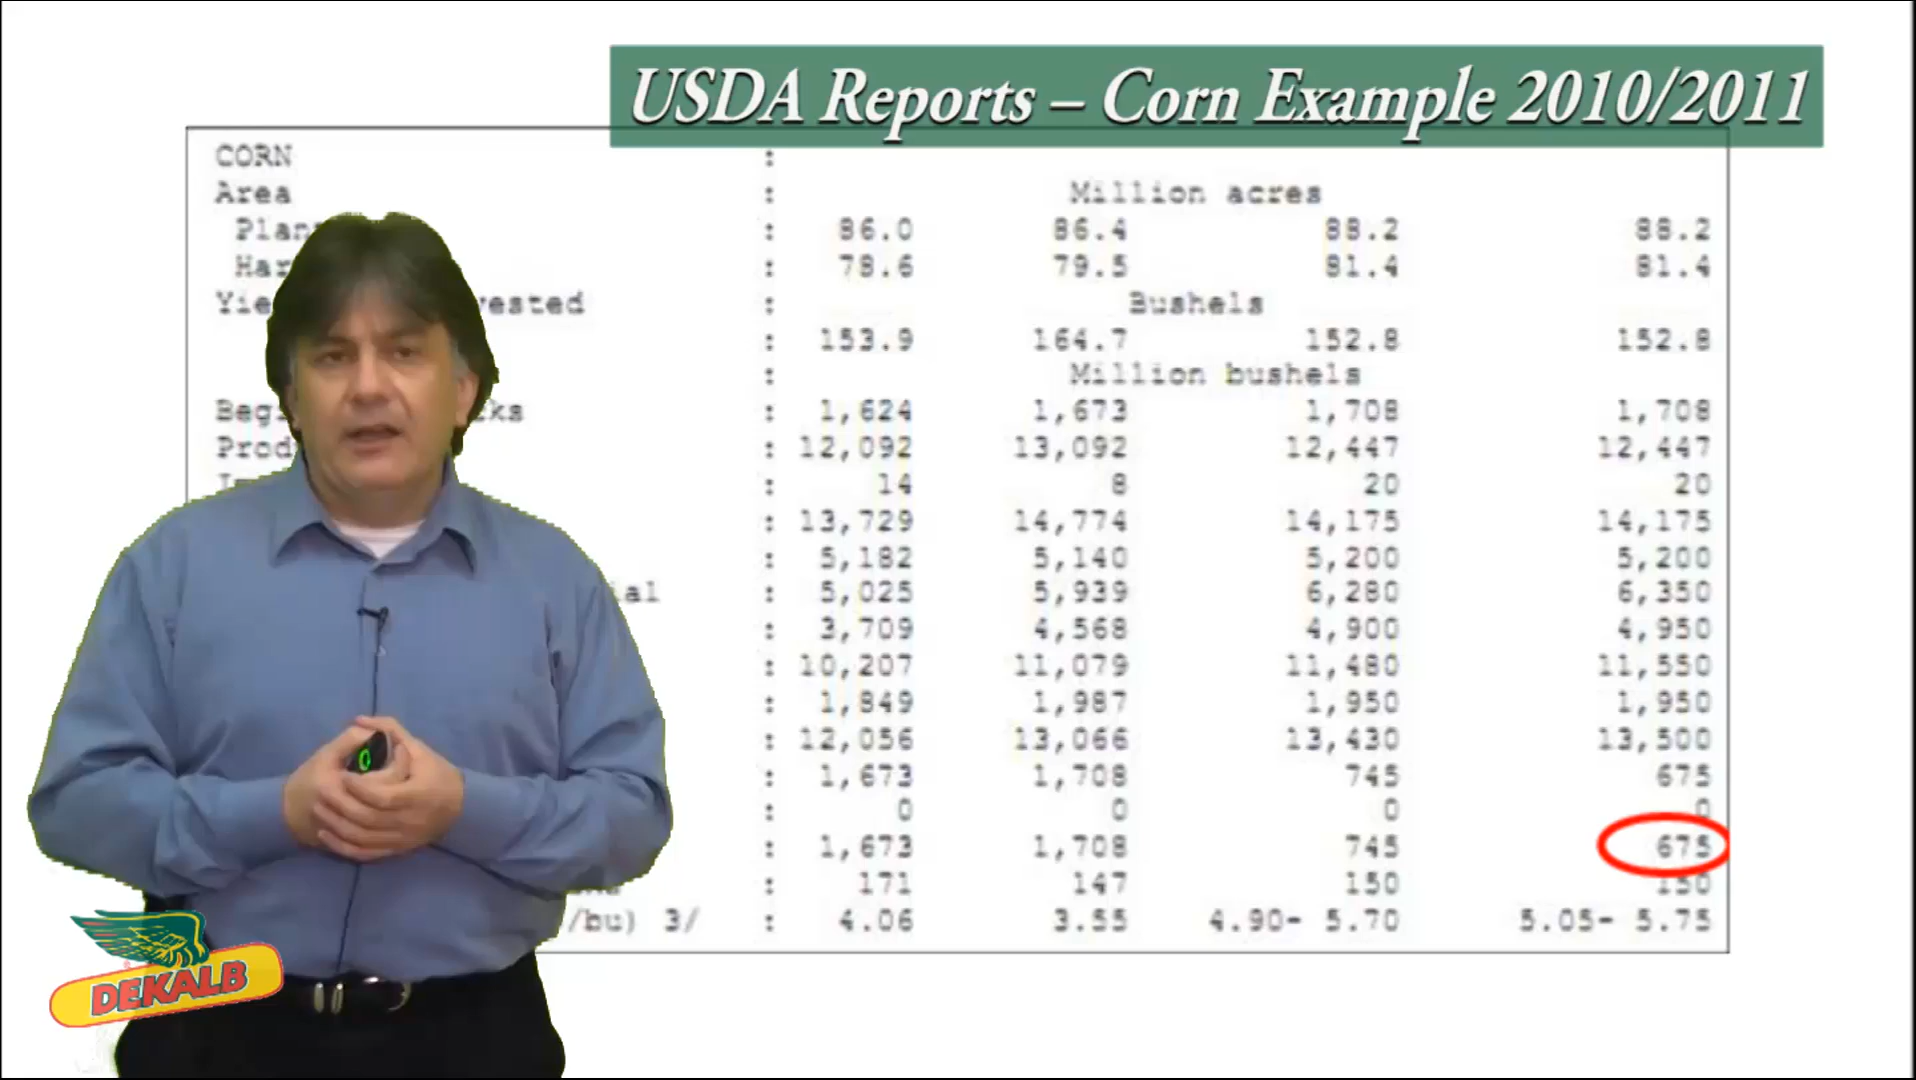 USDA Reports – Corn Example 2010/2011
CORN :
Area : Million acres
: 86.0 86.4 88.2 88.2
: 78.6 79.5 81.4 81.4
: Bushels
: 153.9 164.7 152.8 152.8
: Million bushels
: 1,624 1,673 1,708 1,708
: 12,092 13,092 12,447 12,447
: 14 8 20 20
: 13,729 14,774 14,175 14,175
: 5,182 5,140 5,200 5,200
: 5,025 5,939 6,280 6,350
: 3,709 4,568 4,900 4,950
: 10,207 11,079 11,480 11,550
: 1,849 1,987 1,950 1,950
: 12,056 13,066 13,430 13,500
: 1,673 1,708 745 675
: 0 0 0 0
: 1,673 1,708 745 675
: 171 147 150 150
/bu) 3/ : 4.06 3.55 4.90- 5.70 5.05- 5.75
DEKALB